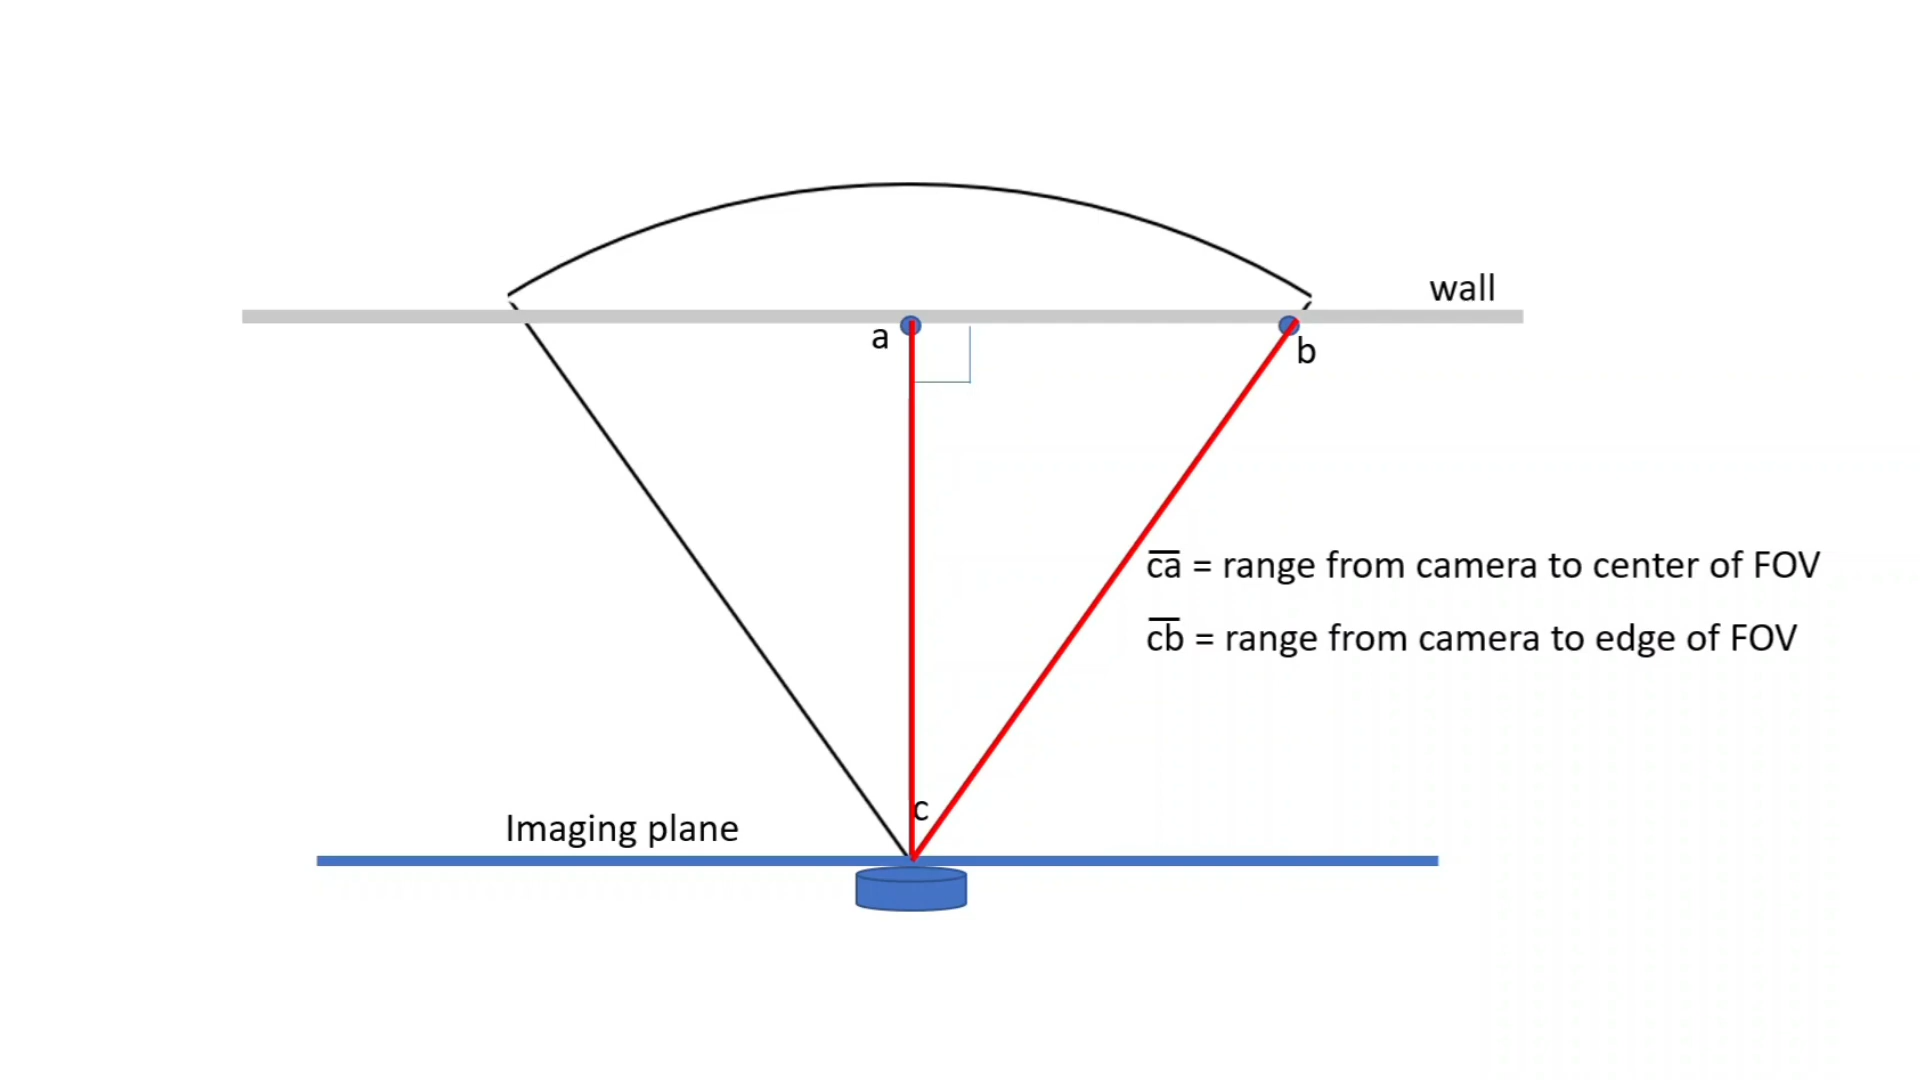 wall
a
b
c̅a̅ = range from camera to center of FOV
c̅b̅ = range from camera to edge of FOV
c
Imaging plane